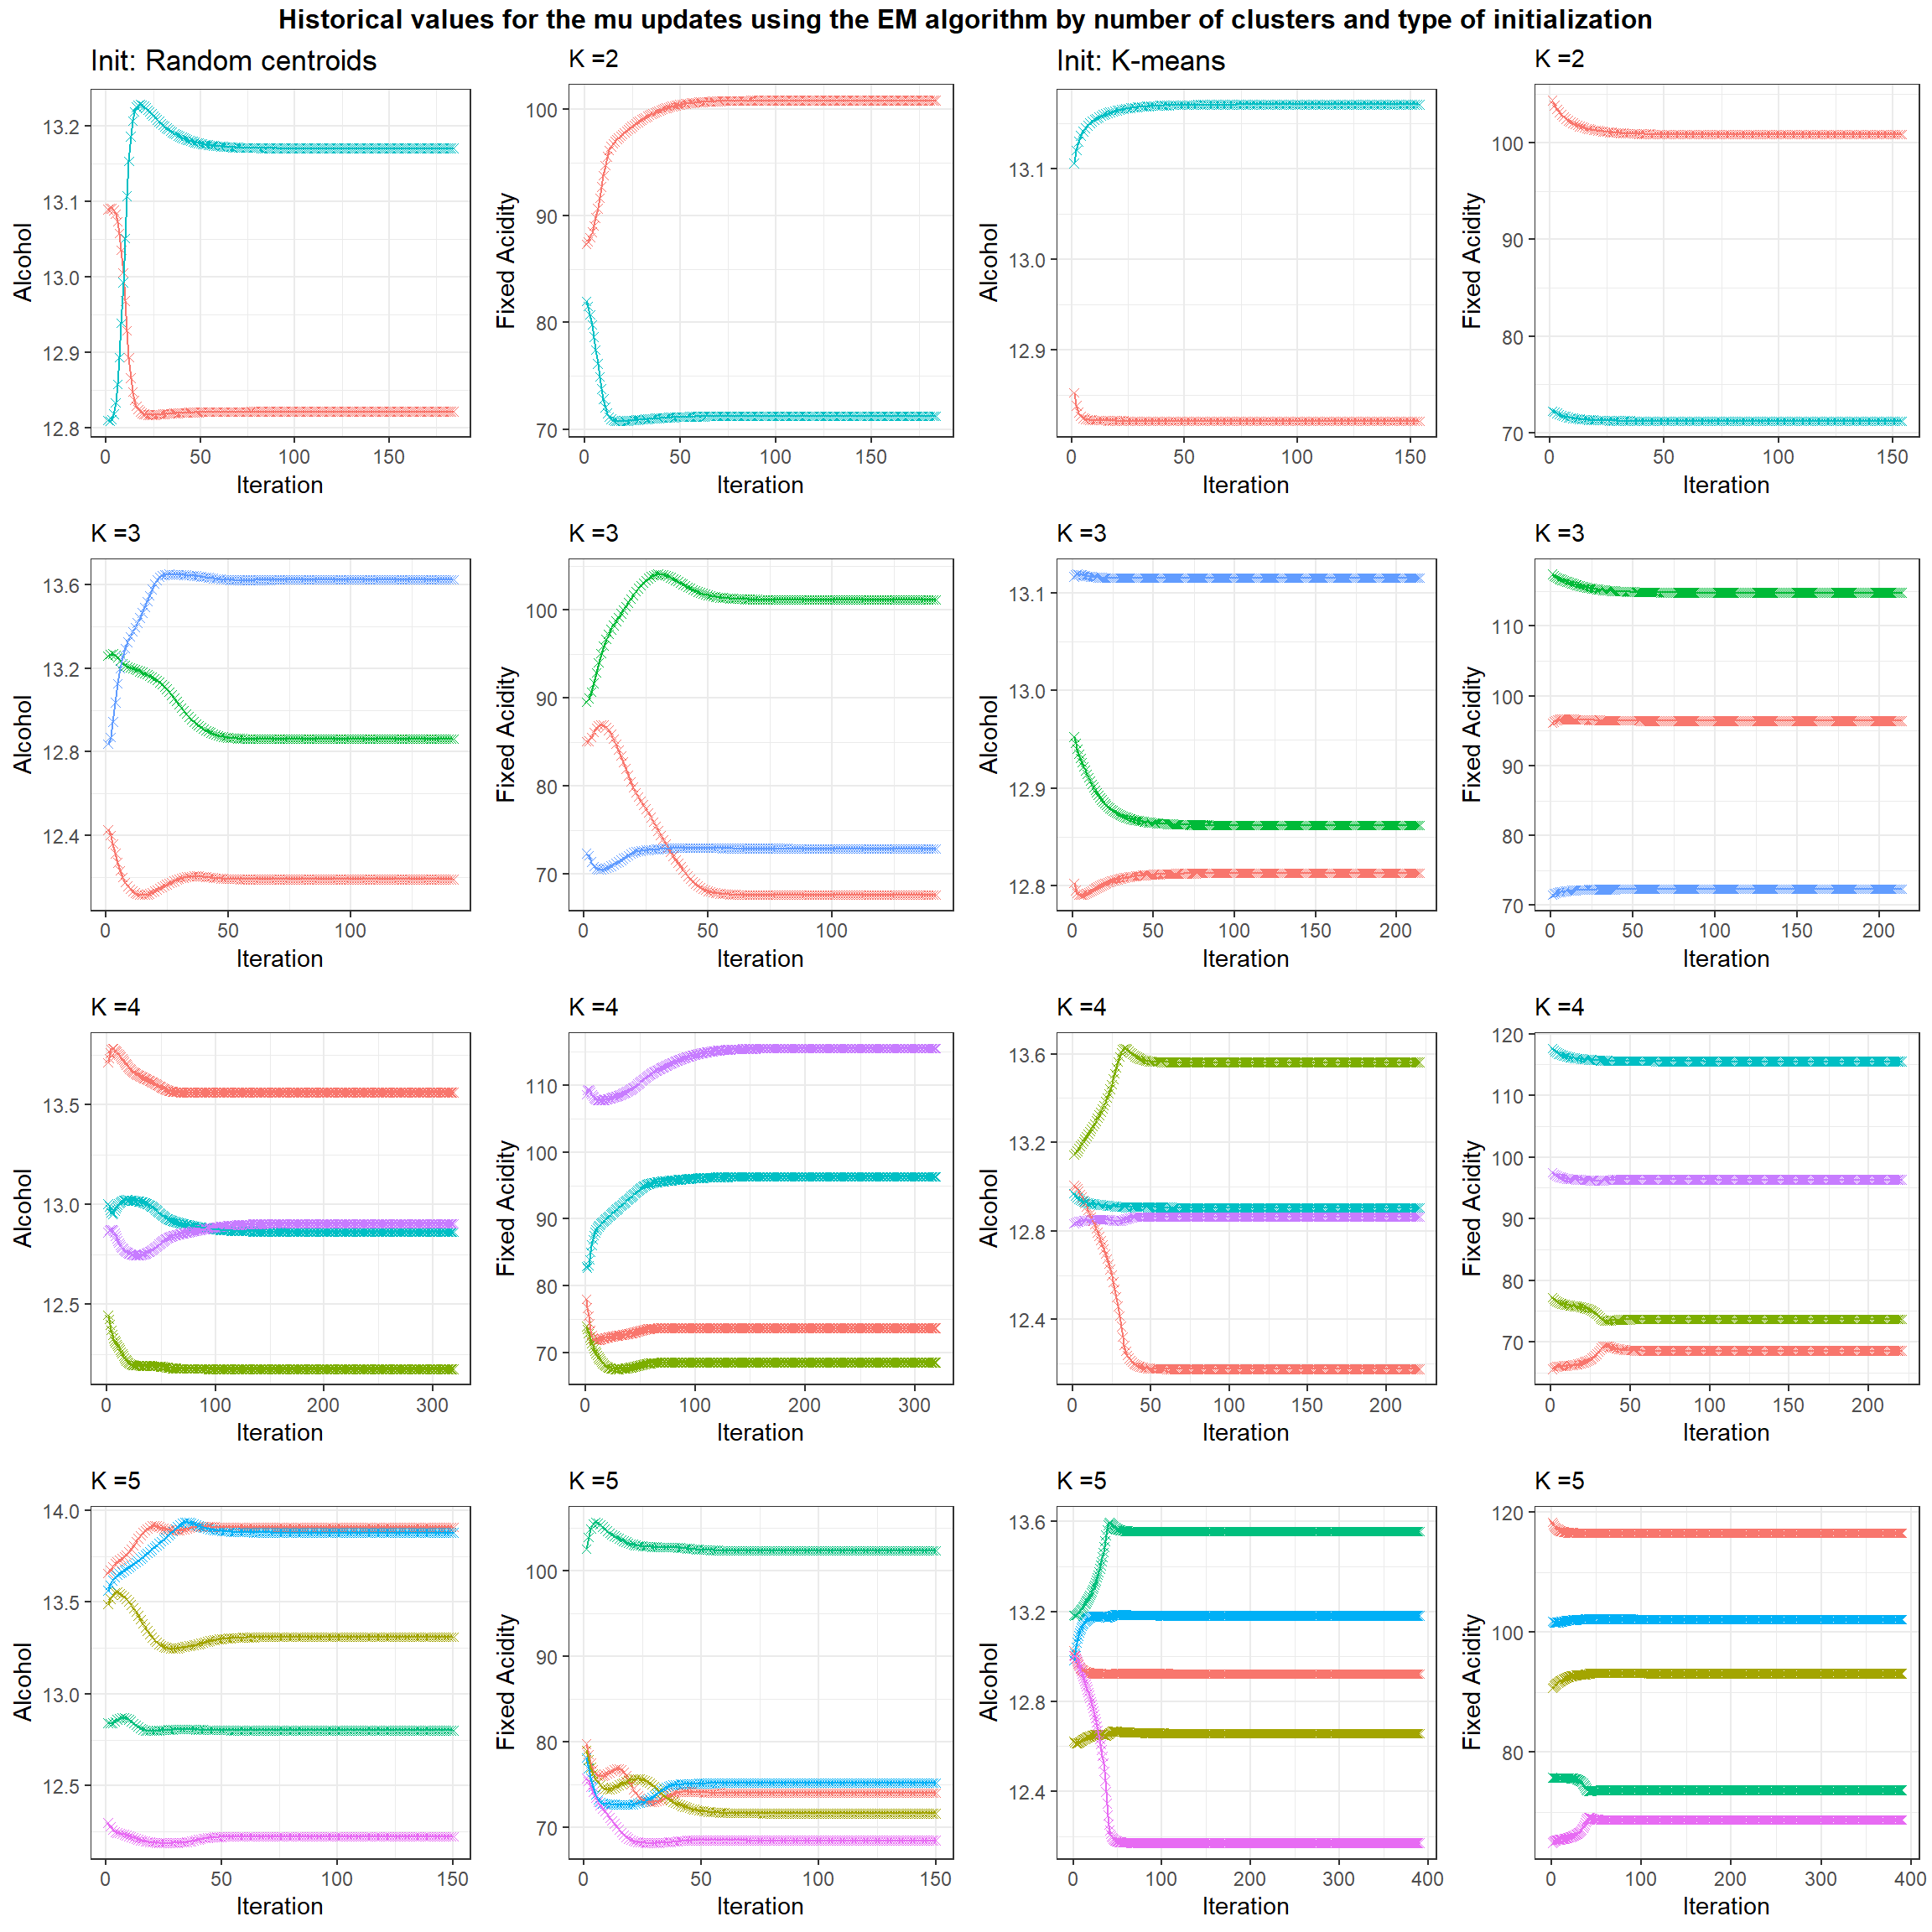 Historical values for the mu updates using the EM algorithm by number of clusters and type of initialization
Init: Random centroids
K =2
Init: K-means
K =2
13.2
13.1
13.0
12.9
12.8
Alcohol
0 50 100 150
Iteration
100
90
80
70
Fixed Acidity
0 50 100 150
Iteration
13.1
13.0
12.9
Alcohol
0 50 100 150
Iteration
100
90
80
70
Fixed Acidity
0 50 100 150
Iteration
K =3
13.6
13.2
12.8
12.4
Alcohol
0 50 100
Iteration
K =3
100
90
80
70
Fixed Acidity
0 50 100
Iteration
K =3
13.1
13.0
12.9
12.8
Alcohol
0 50 100 150 200
Iteration
K =3
110
100
90
80
70
Fixed Acidity
0 50 100 150 200
Iteration
K =4
13.5
13.0
12.5
Alcohol
0 100 200 300
Iteration
K =4
110
100
90
80
70
Fixed Acidity
0 100 200 300
Iteration
K =4
13.6
13.2
12.8
12.4
Alcohol
0 50 100 150 200
Iteration
K =4
120
110
100
90
80
70
Fixed Acidity
0 50 100 150 200
Iteration
K =5
14.0
13.5
13.0
12.5
Alcohol
0 50 100 150
Iteration
K =5
100
90
80
70
Fixed Acidity
0 50 100 150
Iteration
K =5
13.6
13.2
12.8
12.4
Alcohol
0 100 200 300 400
Iteration
K =5
120
100
80
Fixed Acidity
0 100 200 300 400
Iteration